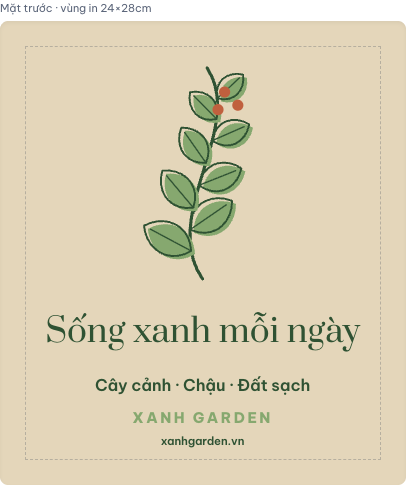 Mặt trước · vùng in 24×28cm
Sống xanh mỗi ngày
Cây cảnh · Chậu · Đất sạch
XANH GARDEN
xanhgarden.vn